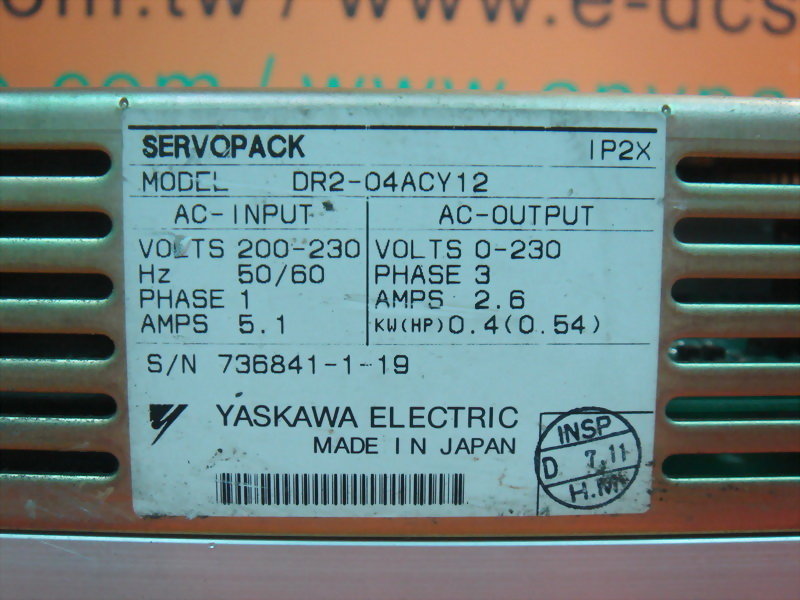 www.e-dcs
SERVOPACK IP2X
MODEL DR2-04ACY12
AC-INPUT AC-OUTPUT
VOLTS 200-230 VOLTS 0-230
Hz 50/60 PHASE 3
PHASE 1 AMPS 2.6
AMPS 5.1 KW(HP) 0.4(0.54)
S/N 736841-1-19
YASKAWA ELECTRIC
MADE IN JAPAN
INSP
D 7.11